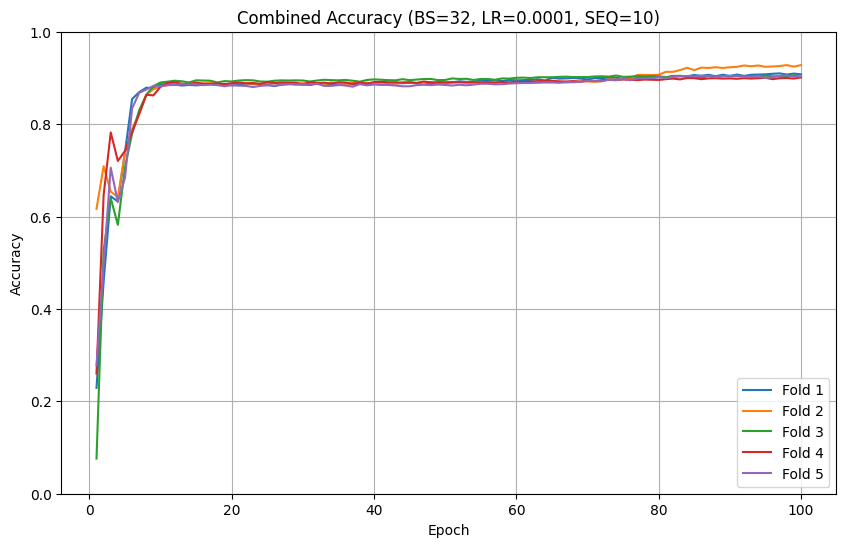 Combined Accuracy (BS=32, LR=0.0001, SEQ=10)
1.0
0.8
0.6
0.4
0.2
0.0
Accuracy
0 20 40 60 80 100
Epoch
Fold 1
Fold 2
Fold 3
Fold 4
Fold 5